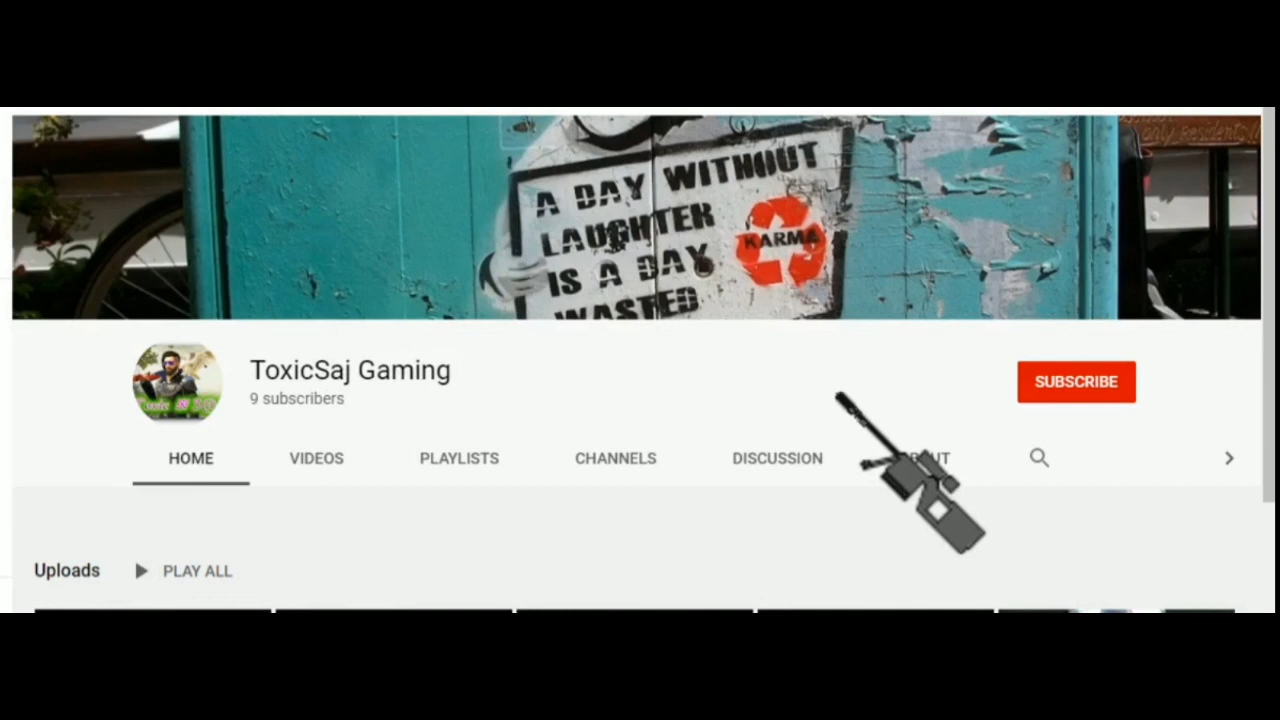 A DAY WITHOUT
LAUGHTER
IS A DAY
WASTED
KARMA
ToxicSaj Gaming
9 subscribers
SUBSCRIBE
HOME VIDEOS PLAYLISTS CHANNELS DISCUSSION
Uploads PLAY ALL